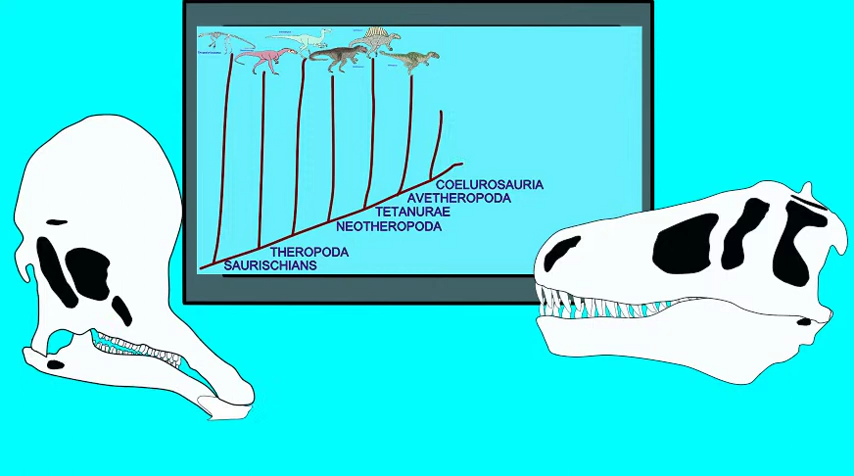 COELUROSAURIA
AVETHEROPODA
TETANURAE
NEOTHEROPODA
THEROPODA
SAURISCHIANS